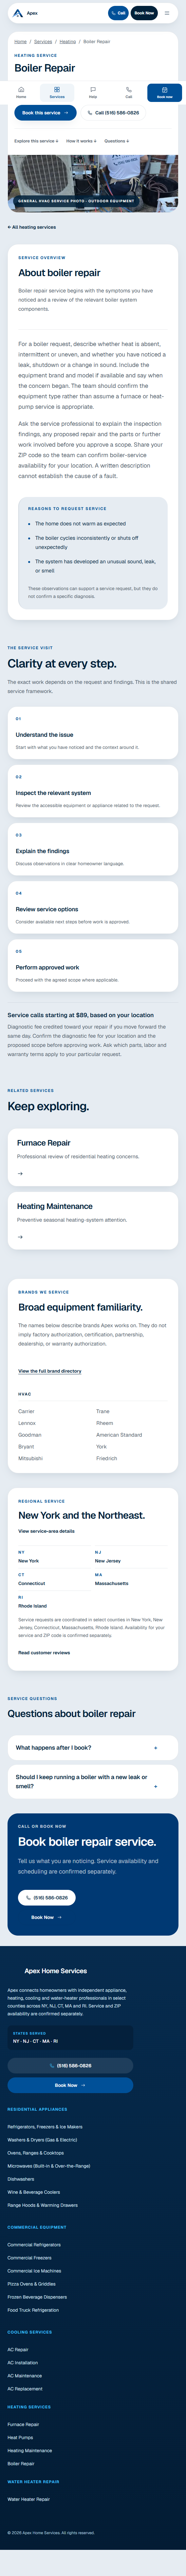 Apex
Call
Book Now
Home / Services / Heating / Boiler Repair
HEATING SERVICE
Boiler Repair
Home
Services
Help
Call
Book now
Book this service →
Call (516) 586-0826
Explore this service ↓
How it works ↓
Questions ↓
GENERAL HVAC SERVICE PHOTO · OUTDOOR EQUIPMENT
← All heating services
SERVICE OVERVIEW
About boiler repair
Boiler repair service begins with the symptoms you have noticed and a review of the relevant boiler system components.
For a boiler request, describe whether heat is absent, intermittent or uneven, and whether you have noticed a leak, shutdown or a change in sound. Include the equipment brand and model if available and say when the concern began. The team should confirm the equipment type rather than assume a furnace or heat-pump service is appropriate.
Ask the service professional to explain the inspection findings, any proposed repair and the parts or further work involved before you approve a scope. Share your ZIP code so the team can confirm boiler-service availability for your location. A written description cannot establish the cause of a fault.
REASONS TO REQUEST SERVICE
The home does not warm as expected
The boiler cycles inconsistently or shuts off unexpectedly
The system has developed an unusual sound, leak, or smell
These observations can support a service request, but they do not confirm a specific diagnosis.
THE SERVICE VISIT
Clarity at every step.
The exact work depends on the request and findings. This is the shared service framework.
01
Understand the issue
Start with what you have noticed and the context around it.
02
Inspect the relevant system
Review the accessible equipment or appliance related to the request.
03
Explain the findings
Discuss observations in clear homeowner language.
04
Review service options
Consider available next steps before work is approved.
05
Perform approved work
Proceed with the agreed scope where applicable.
Service calls starting at $89, based on your location
Diagnostic fee credited toward your repair if you move forward the same day. Confirm the diagnostic fee for your location and the proposed scope before approving work. Ask which parts, labor and warranty terms apply to your particular request.
RELATED SERVICES
Keep exploring.
Furnace Repair
Professional review of residential heating concerns.
→
Heating Maintenance
Preventive seasonal heating-system attention.
→
BRANDS WE SERVICE
Broad equipment familiarity.
The names below describe brands Apex works on. They do not imply factory authorization, certification, partnership, dealership, or warranty authorization.
View the full brand directory
HVAC
Carrier
Trane
Lennox
Rheem
Goodman
American Standard
Bryant
York
Mitsubishi
Friedrich
REGIONAL SERVICE
New York and the Northeast.
View service-area details
NY
New York
NJ
New Jersey
CT
Connecticut
MA
Massachusetts
RI
Rhode Island
Service requests are coordinated in select counties in New York, New Jersey, Connecticut, Massachusetts, Rhode Island. Availability for your service and ZIP code is confirmed separately.
Read customer reviews
SERVICE QUESTIONS
Questions about boiler repair
What happens after I book? +
Should I keep running a boiler with a new leak or smell? +
CALL OR BOOK NOW
Book boiler repair service.
Tell us what you are noticing. Service availability and scheduling are confirmed separately.
(516) 586-0826
Book Now →
Apex Home Services
Apex connects homeowners with independent appliance, heating, cooling and water-heater professionals in select counties across NY, NJ, CT, MA and RI. Service and ZIP availability are confirmed separately.
STATES SERVED
NY · NJ · CT · MA · RI
(516) 586-0826
Book Now →
RESIDENTIAL APPLIANCES
Refrigerators, Freezers & Ice Makers
Washers & Dryers (Gas & Electric)
Ovens, Ranges & Cooktops
Microwaves (Built-in & Over-the-Range)
Dishwashers
Wine & Beverage Coolers
Range Hoods & Warming Drawers
COMMERCIAL EQUIPMENT
Commercial Refrigerators
Commercial Freezers
Commercial Ice Machines
Pizza Ovens & Griddles
Frozen Beverage Dispensers
Food Truck Refrigeration
COOLING SERVICES
AC Repair
AC Installation
AC Maintenance
AC Replacement
HEATING SERVICES
Furnace Repair
Heat Pumps
Heating Maintenance
Boiler Repair
WATER HEATER REPAIR
Water Heater Repair
© 2025 Apex Home Services. All rights reserved.